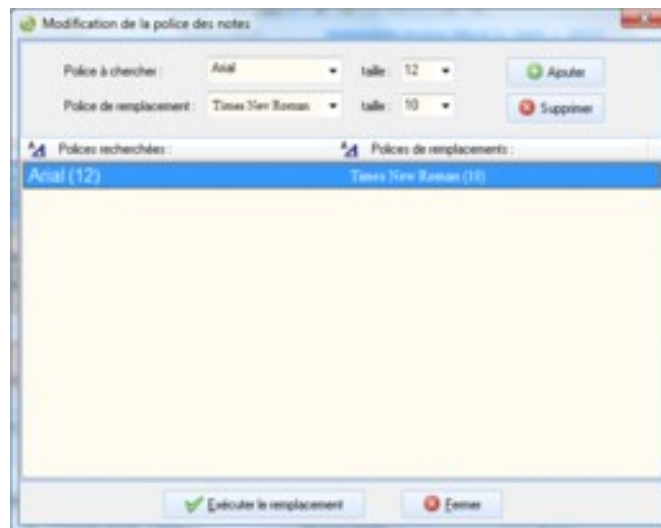 Modification de la police des notes
Police à chercher : Arial taille : 12 Ajouter
Police de remplacement : Times New Roman taille : 10 Supprimer
Polices recherchées : Polices de remplacements :
Arial (12) Times New Roman (10)
Exécuter le remplacement Fermer